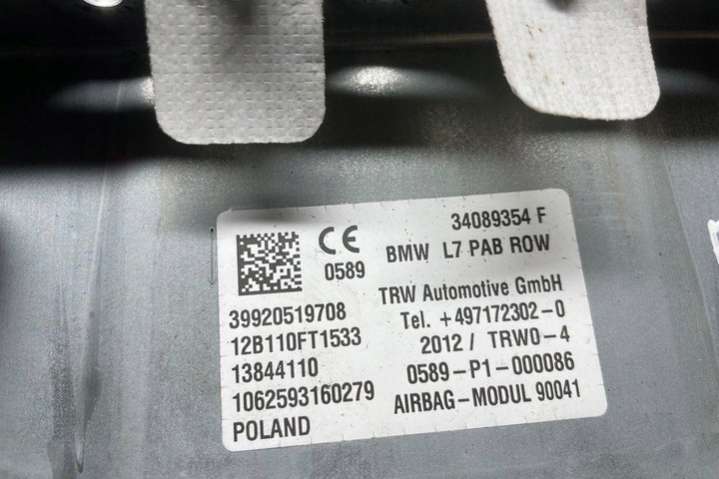 34089354 F
CE
0589
BMW L7 PAB ROW
39920519708
12B110FT1533
13844110
1062593160279
POLAND
TRW Automotive GmbH
Tel. +497172302-0
2012 / TRW0-4
0589-P1-000086
AIRBAG-MODUL 90041